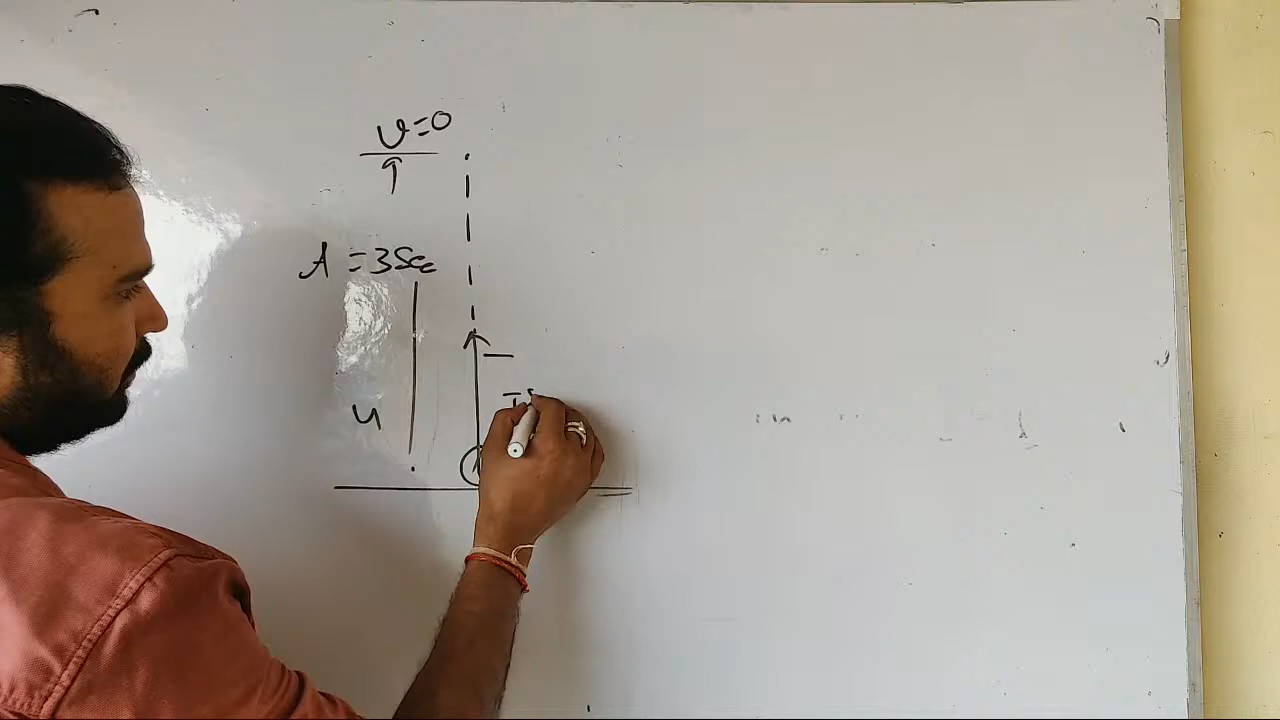 v=0
t = 3Sec
u